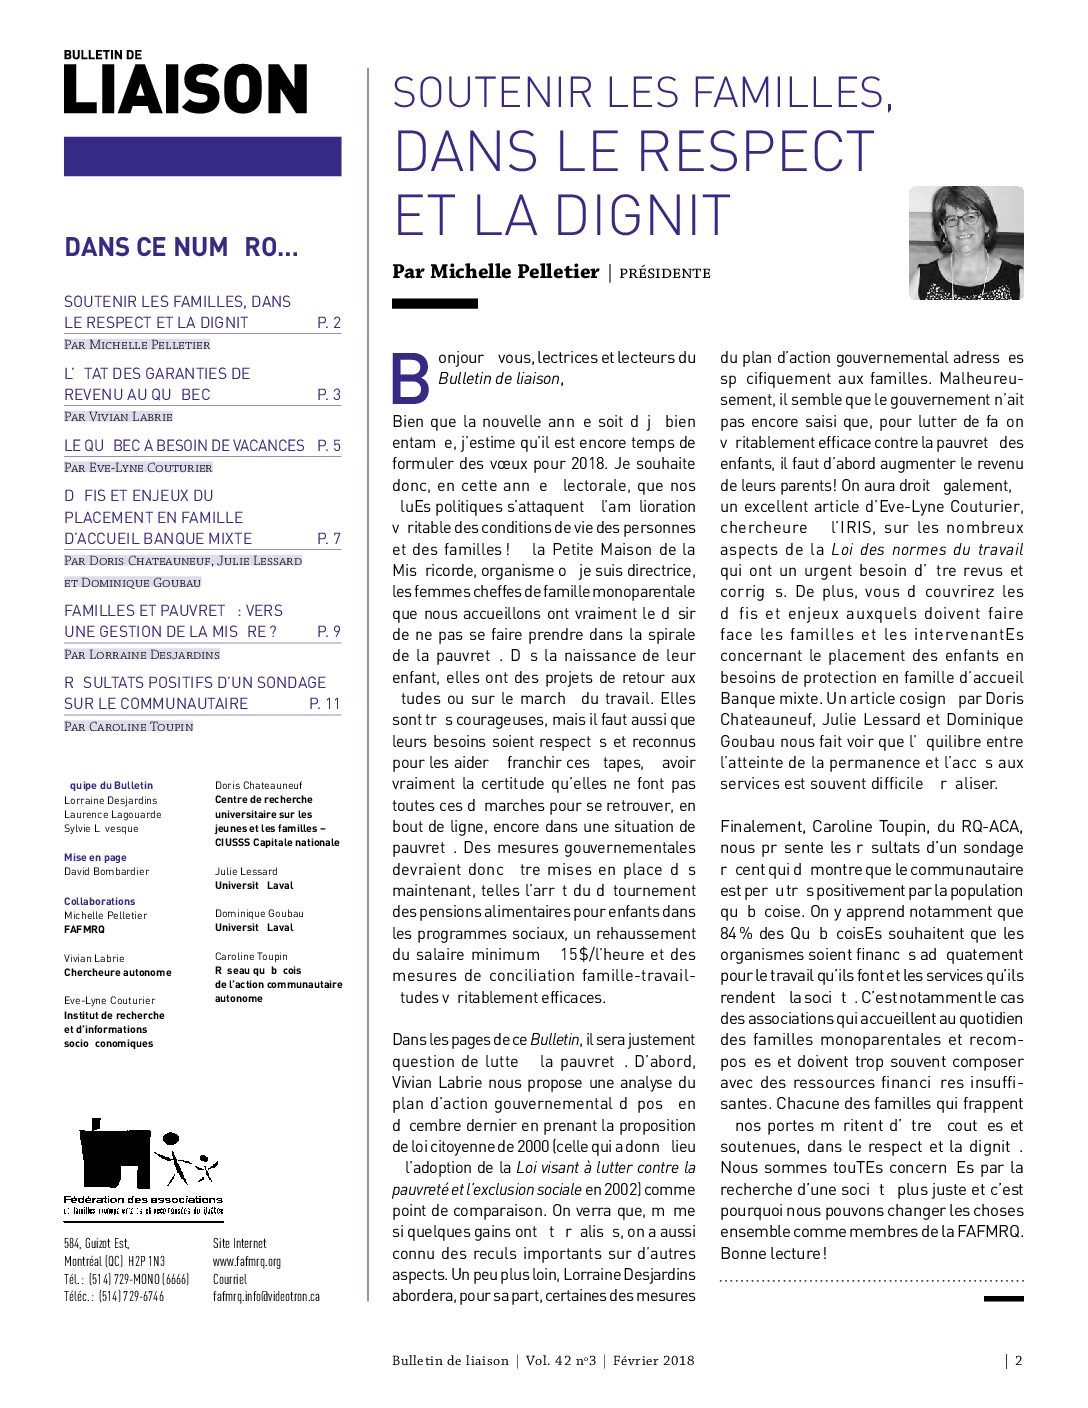 BULLETIN DE
LIAISON
DANS CE NUM RO...
SOUTENIR LES FAMILLES, DANS
LE RESPECT ET LA DIGNIT P. 2
Par Michelle Pelletier
L' TAT DES GARANTIES DE
REVENU AU QU BEC P. 3
Par Vivian Labrie
LE QU BEC A BESOIN DE VACANCES P. 5
Par Eve-Lyne Couturier
D FIS ET ENJEUX DU
PLACEMENT EN FAMILLE
D'ACCUEIL BANQUE MIXTE P. 7
Par Doris Chateauneuf, Julie Lessard
et Dominique Goubau
FAMILLES ET PAUVRET : VERS
UNE GESTION DE LA MIS RE ? P. 9
Par Lorraine Desjardins
R SULTATS POSITIFS D'UN SONDAGE
SUR LE COMMUNAUTAIRE P. 11
Par Caroline Toupin
quipe du Bulletin
Lorraine Desjardins
Laurence Lagouarde
Sylvie L vesque
Mise en page
David Bombardier
Collaborations
Michelle Pelletier
FAFMRQ
Vivian Labrie
Chercheure autonome
Eve-Lyne Couturier
Institut de recherche
et d'informations
socio conomiques
Doris Chateauneuf
Centre de recherche
universitaire sur les
jeunes et les familles –
CIUSSS Capitale nationale
Julie Lessard
Universit Laval
Dominique Goubau
Universit Laval
Caroline Toupin
R seau qu b cois
de l'action communautaire
autonome
Fédération des associations
de familles monoparentales et recomposées du Québec
584, Guizot Est,
Montréal (QC) H2P 1N3
Tél. : (514) 729-MONO (6666)
Téléc. : (514) 729-6746
Site Internet
www.fafmrq.org
Courriel
fafmrq.info@videotron.ca
SOUTENIR LES FAMILLES,
DANS LE RESPECT
ET LA DIGNIT
Par Michelle Pelletier | PRÉSIDENTE
Bonjour vous, lectrices et lecteurs du
Bulletin de liaison,
Bien que la nouvelle ann e soit d j bien
entam e, j'estime qu'il est encore temps de
formuler des vœux pour 2018. Je souhaite
donc, en cette ann e lectorale, que nos
luEs politiques s'attaquent l'am lioration
v ritable des conditions de vie des personnes
et des familles ! la Petite Maison de la
Mis ricorde, organisme o je suis directrice,
les femmes cheffes de famille monoparentale
que nous accueillons ont vraiment le d sir
de ne pas se faire prendre dans la spirale
de la pauvret . D s la naissance de leur
enfant, elles ont des projets de retour aux
tudes ou sur le march du travail. Elles
sont tr s courageuses, mais il faut aussi que
leurs besoins soient respect s et reconnus
pour les aider franchir ces tapes, avoir
vraiment la certitude qu'elles ne font pas
toutes ces d marches pour se retrouver, en
bout de ligne, encore dans une situation de
pauvret . Des mesures gouvernementales
devraient donc tre mises en place d s
maintenant, telles l'arr t du d tournement
des pensions alimentaires pour enfants dans
les programmes sociaux, un rehaussement
du salaire minimum 15$/l'heure et des
mesures de conciliation famille-travail-
tudes v ritablement efficaces.
Dans les pages de ce Bulletin, il sera justement
question de lutte la pauvret . D'abord,
Vivian Labrie nous propose une analyse du
plan d'action gouvernemental d pos en
d cembre dernier en prenant la proposition
de loi citoyenne de 2000 (celle qui a donn lieu
l'adoption de la Loi visant à lutter contre la
pauvreté et l'exclusion sociale en 2002) comme
point de comparaison. On verra que, m me
si quelques gains ont t r alis s, on a aussi
connu des reculs importants sur d'autres
aspects. Un peu plus loin, Lorraine Desjardins
abordera, pour sa part, certaines des mesures
du plan d'action gouvernemental adress es
sp cifiquement aux familles. Malheureu-
sement, il semble que le gouvernement n'ait
pas encore saisi que, pour lutter de fa on
v ritablement efficace contre la pauvret des
enfants, il faut d'abord augmenter le revenu
de leurs parents! On aura droit galement,
un excellent article d'Eve-Lyne Couturier,
chercheure l'IRIS, sur les nombreux
aspects de la Loi des normes du travail
qui ont un urgent besoin d' tre revus et
corrig s. De plus, vous d couvrirez les
d fis et enjeux auxquels doivent faire
face les familles et les intervenantEs
concernant le placement des enfants en
besoins de protection en famille d'accueil
Banque mixte. Un article cosign par Doris
Chateauneuf, Julie Lessard et Dominique
Goubau nous fait voir que l' quilibre entre
l'atteinte de la permanence et l'acc s aux
services est souvent difficile r aliser.
Finalement, Caroline Toupin, du RQ-ACA,
nous pr sente les r sultats d'un sondage
r cent qui d montre que le communautaire
est per u tr s positivement par la population
qu b coise. On y apprend notamment que
84 % des Qu b coisEs souhaitent que les
organismes soient financ s ad quatement
pour le travail qu'ils font et les services qu'ils
rendent la soci t . C'est notamment le cas
des associations qui accueillent au quotidien
des familles monoparentales et recom-
pos es et doivent trop souvent composer
avec des ressources financi res insuffi-
santes. Chacune des familles qui frappent
nos portes m ritent d' tre cout es et
soutenues, dans le respect et la dignit .
Nous sommes touTEs concern Es par la
recherche d'une soci t plus juste et c'est
pourquoi nous pouvons changer les choses
ensemble comme membres de la FAFMRQ.
Bonne lecture !
Bulletin de liaison | Vol. 42 nº3 | Février 2018 | 2